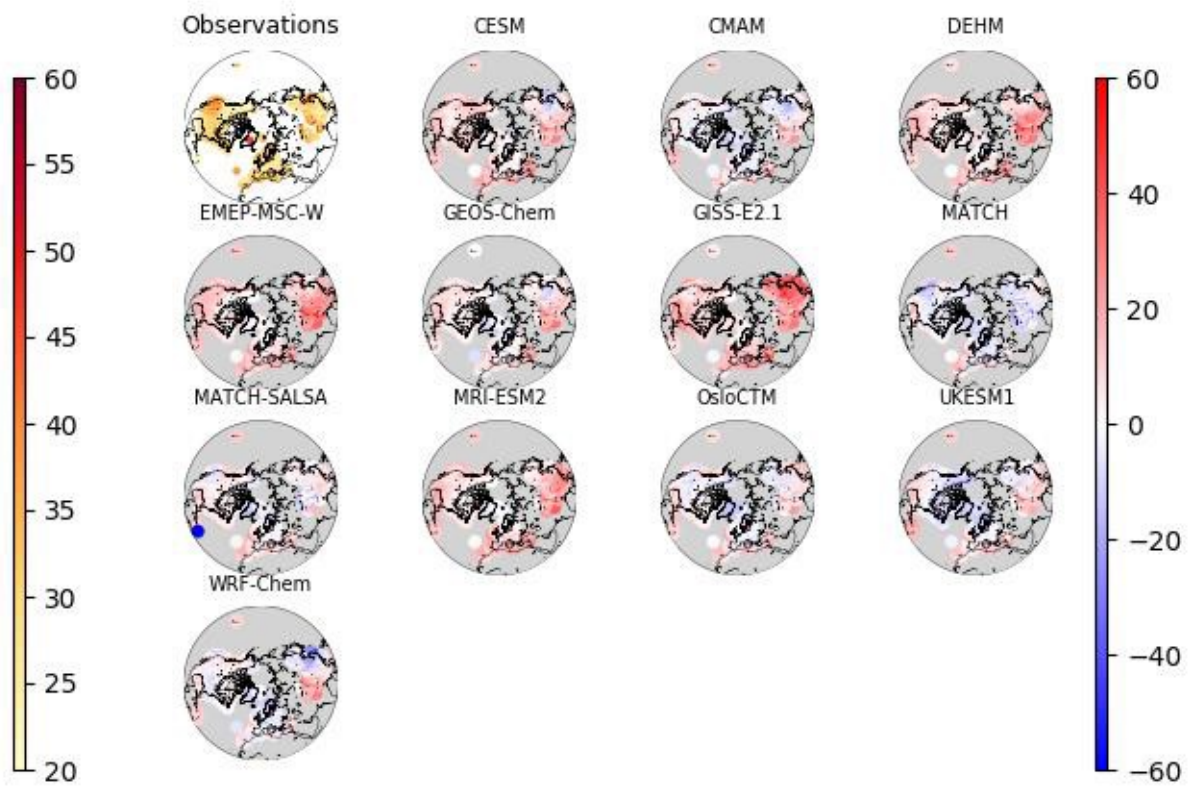 Observations CESM CMAM DEHM
60 60
EMEP-MSC-W GEOS-Chem GISS-E2.1 MATCH
55 40
50 20
45
MATCH-SALSA MRI-ESM2 OsloCTM UKESM1
40 0
35 −20
WRF-Chem
30 −40
25
20 −60